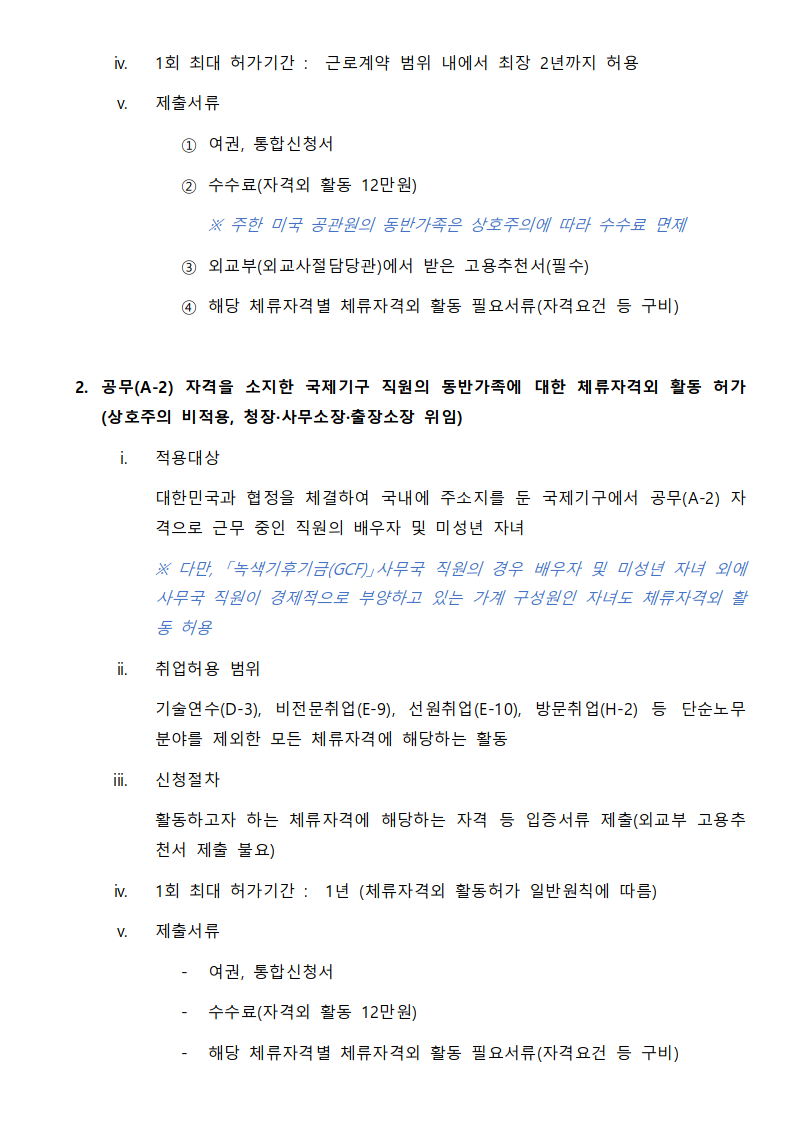 iv. 1회 최대 허가기간 : 근로계약 범위 내에서 최장 2년까지 허용
v. 제출서류
① 여권, 통합신청서
② 수수료(자격외 활동 12만원)
※ 주한 미국 공관원의 동반가족은 상호주의에 따라 수수료 면제
③ 외교부(외교사절담당관)에서 받은 고용추천서(필수)
④ 해당 체류자격별 체류자격외 활동 필요서류(자격요건 등 구비)
2. 공무(A-2) 자격을 소지한 국제기구 직원의 동반가족에 대한 체류자격외 활동 허가
(상호주의 비적용, 청장·사무소장·출장소장 위임)
i. 적용대상
대한민국과 협정을 체결하여 국내에 주소지를 둔 국제기구에서 공무(A-2) 자
격으로 근무 중인 직원의 배우자 및 미성년 자녀
※ 다만, 「녹색기후기금(GCF)」사무국 직원의 경우 배우자 및 미성년 자녀 외에
사무국 직원이 경제적으로 부양하고 있는 가계 구성원인 자녀도 체류자격외 활
동 허용
ii. 취업허용 범위
기술연수(D-3), 비전문취업(E-9), 선원취업(E-10), 방문취업(H-2) 등 단순노무
분야를 제외한 모든 체류자격에 해당하는 활동
iii. 신청절차
활동하고자 하는 체류자격에 해당하는 자격 등 입증서류 제출(외교부 고용추
천서 제출 불요)
iv. 1회 최대 허가기간 : 1년 (체류자격외 활동허가 일반원칙에 따름)
v. 제출서류
- 여권, 통합신청서
- 수수료(자격외 활동 12만원)
- 해당 체류자격별 체류자격외 활동 필요서류(자격요건 등 구비)